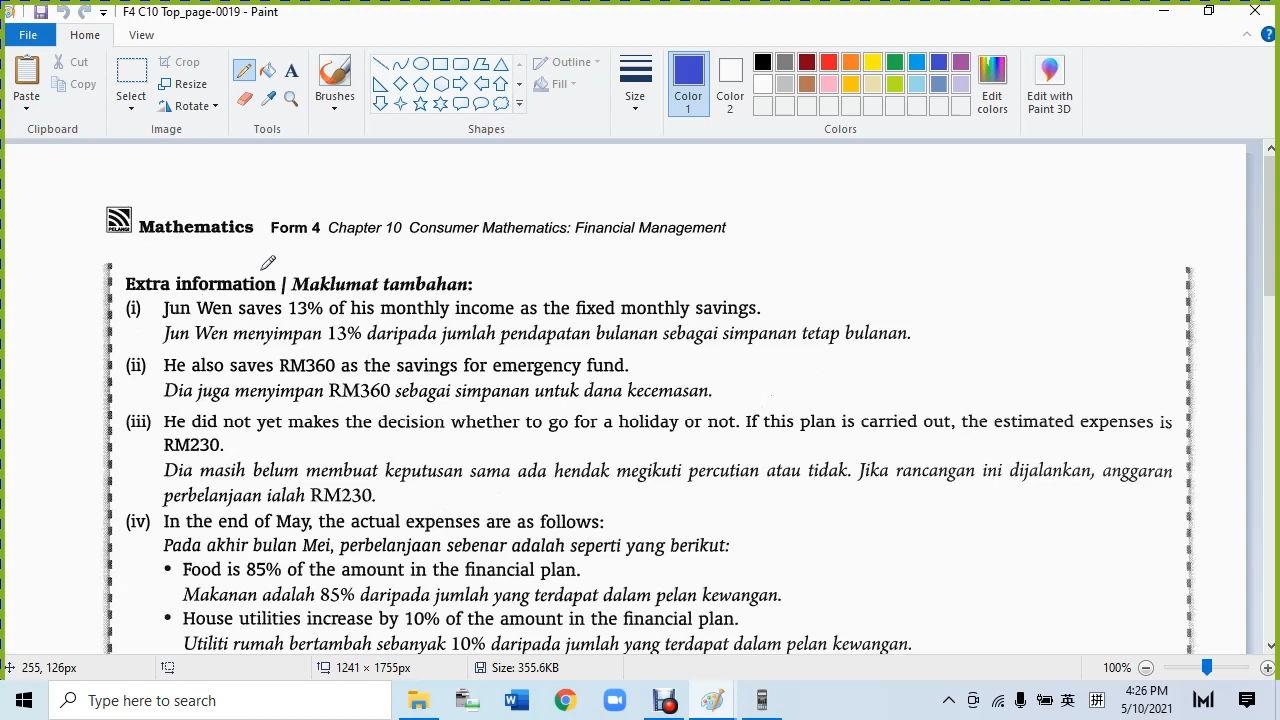 F4 C10 Top_page-0019 - Paint
File
Home
View
Paste
Cut
Copy
Clipboard
Select
Crop
Resize
Rotate
Image
A
Tools
Brushes
Outline
Fill
Shapes
Size
Color 1
Color 2
Edit colors
Colors
Edit with Paint 3D
PELANGI
Mathematics Form 4 Chapter 10 Consumer Mathematics: Financial Management
Extra information / Maklumat tambahan:
(i) Jun Wen saves 13% of his monthly income as the fixed monthly savings.
Jun Wen menyimpan 13% daripada jumlah pendapatan bulanan sebagai simpanan tetap bulanan.
(ii) He also saves RM360 as the savings for emergency fund.
Dia juga menyimpan RM360 sebagai simpanan untuk dana kecemasan.
(iii) He did not yet makes the decision whether to go for a holiday or not. If this plan is carried out, the estimated expenses is
RM230.
Dia masih belum membuat keputusan sama ada hendak megikuti percutian atau tidak. Jika rancangan ini dijalankan, anggaran
perbelanjaan ialah RM230.
(iv) In the end of May, the actual expenses are as follows:
Pada akhir bulan Mei, perbelanjaan sebenar adalah seperti yang berikut:
• Food is 85% of the amount in the financial plan.
Makanan adalah 85% daripada jumlah yang terdapat dalam pelan kewangan.
• House utilities increase by 10% of the amount in the financial plan.
Utiliti rumah bertambah sebanyak 10% daripada jumlah yang terdapat dalam pelan kewangan.
255, 126px
1241 × 1755px
Size: 355.6KB
100%
Type here to search
英
拼
4:26 PM
5/10/2021